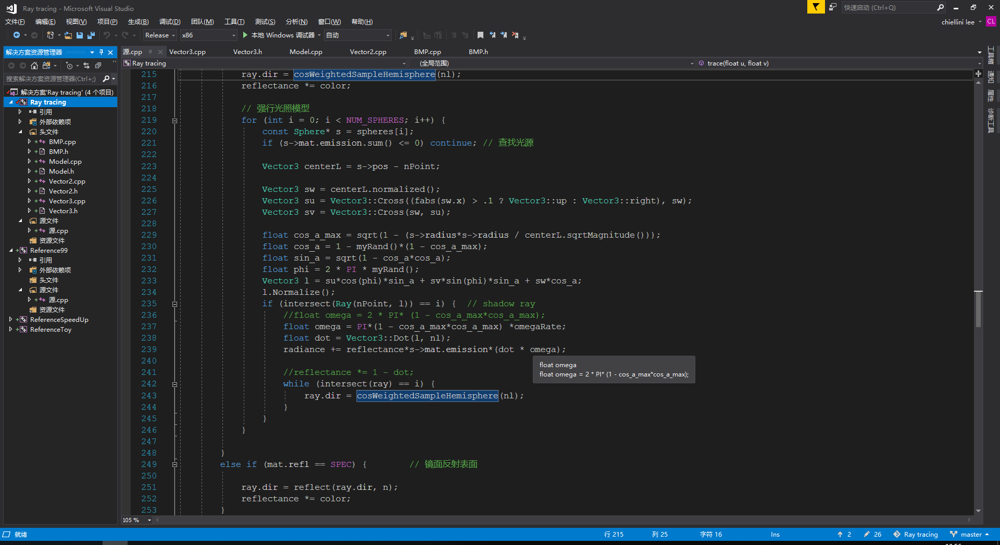 Ray tracing - Microsoft Visual Studio
快速启动 (Ctrl+Q)
文件(F) 编辑(E) 视图(V) 项目(P) 生成(B) 调试(D) 团队(M) 工具(T) 测试(S) 分析(N) 窗口(W) 帮助(H)
chiellini lee CL
Release x86 本地 Windows 调试器 自动
解决方案资源管理器
搜索解决方案资源管理器(Ctrl+;)
解决方案'Ray tracing' (4 个项目)
Ray tracing
引用
外部依赖项
头文件
BMP.cpp
BMP.h
Model.cpp
Model.h
Vector2.cpp
Vector2.h
Vector3.cpp
Vector3.h
源文件
源.cpp
资源文件
Reference99
引用
外部依赖项
头文件
源文件
源.cpp
资源文件
ReferenceSpeedUp
ReferenceToy
源.cpp Vector3.cpp Vector3.h Model.cpp Vector2.cpp BMP.cpp BMP.h
Ray tracing (全局范围) trace(float u, float v)
215 ray.dir = cosWeightedSampleHemisphere(nl);
216 reflectance *= color;
217
218 // 强行光照模型
219 for (int i = 0; i < NUM_SPHERES; i++) {
220 const Sphere* s = spheres[i];
221 if (s->mat.emission.sum() <= 0) continue; // 查找光源
222
223 Vector3 centerL = s->pos - nPoint;
224
225 Vector3 sw = centerL.normalized();
226 Vector3 su = Vector3::Cross((fabs(sw.x) > .1 ? Vector3::up : Vector3::right), sw);
227 Vector3 sv = Vector3::Cross(sw, su);
228
229 float cos_a_max = sqrt(1 - (s->radius*s->radius / centerL.sqrtMagnitude()));
230 float cos_a = 1 - myRand()*(1 - cos_a_max);
231 float sin_a = sqrt(1 - cos_a*cos_a);
232 float phi = 2 * PI * myRand();
233 Vector3 l = su*cos(phi)*sin_a + sv*sin(phi)*sin_a + sw*cos_a;
234 l.Normalize();
235 if (intersect(Ray(nPoint, l)) == i) { // shadow ray
236 //float omega = 2 * PI* (1 - cos_a_max*cos_a_max);
237 float omega = PI*(1 - cos_a_max*cos_a_max) *omegaRate;
238 float dot = Vector3::Dot(l, nl);
239 radiance += reflectance*s->mat.emission*(dot * omega);
240
241 //reflectance *= 1 - dot;
242 while (intersect(ray) == i) {
243 ray.dir = cosWeightedSampleHemisphere(nl);
244 }
245 }
246 }
247
248 }
249 else if (mat.refl == SPEC) { // 镜面反射表面
250
251 ray.dir = reflect(ray.dir, n);
252 reflectance *= color;
253 }
float omega
float omega = 2 * PI* (1 - cos_a_max*cos_a_max);
工具箱
通知
属性
诊断工具
105 %
就绪 行 215 列 25 字符 16 Ins 2 26 Ray tracing master